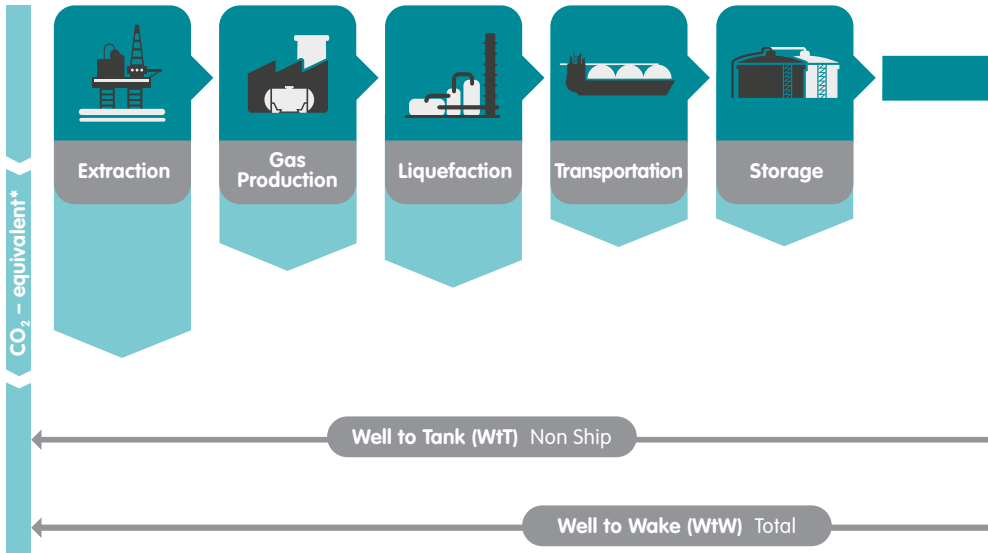 Extraction
Gas
Production
Liquefaction
Transportation
Storage
CO₂ – equivalent*
Well to Tank (WtT) Non Ship
Well to Wake (WtW) Total